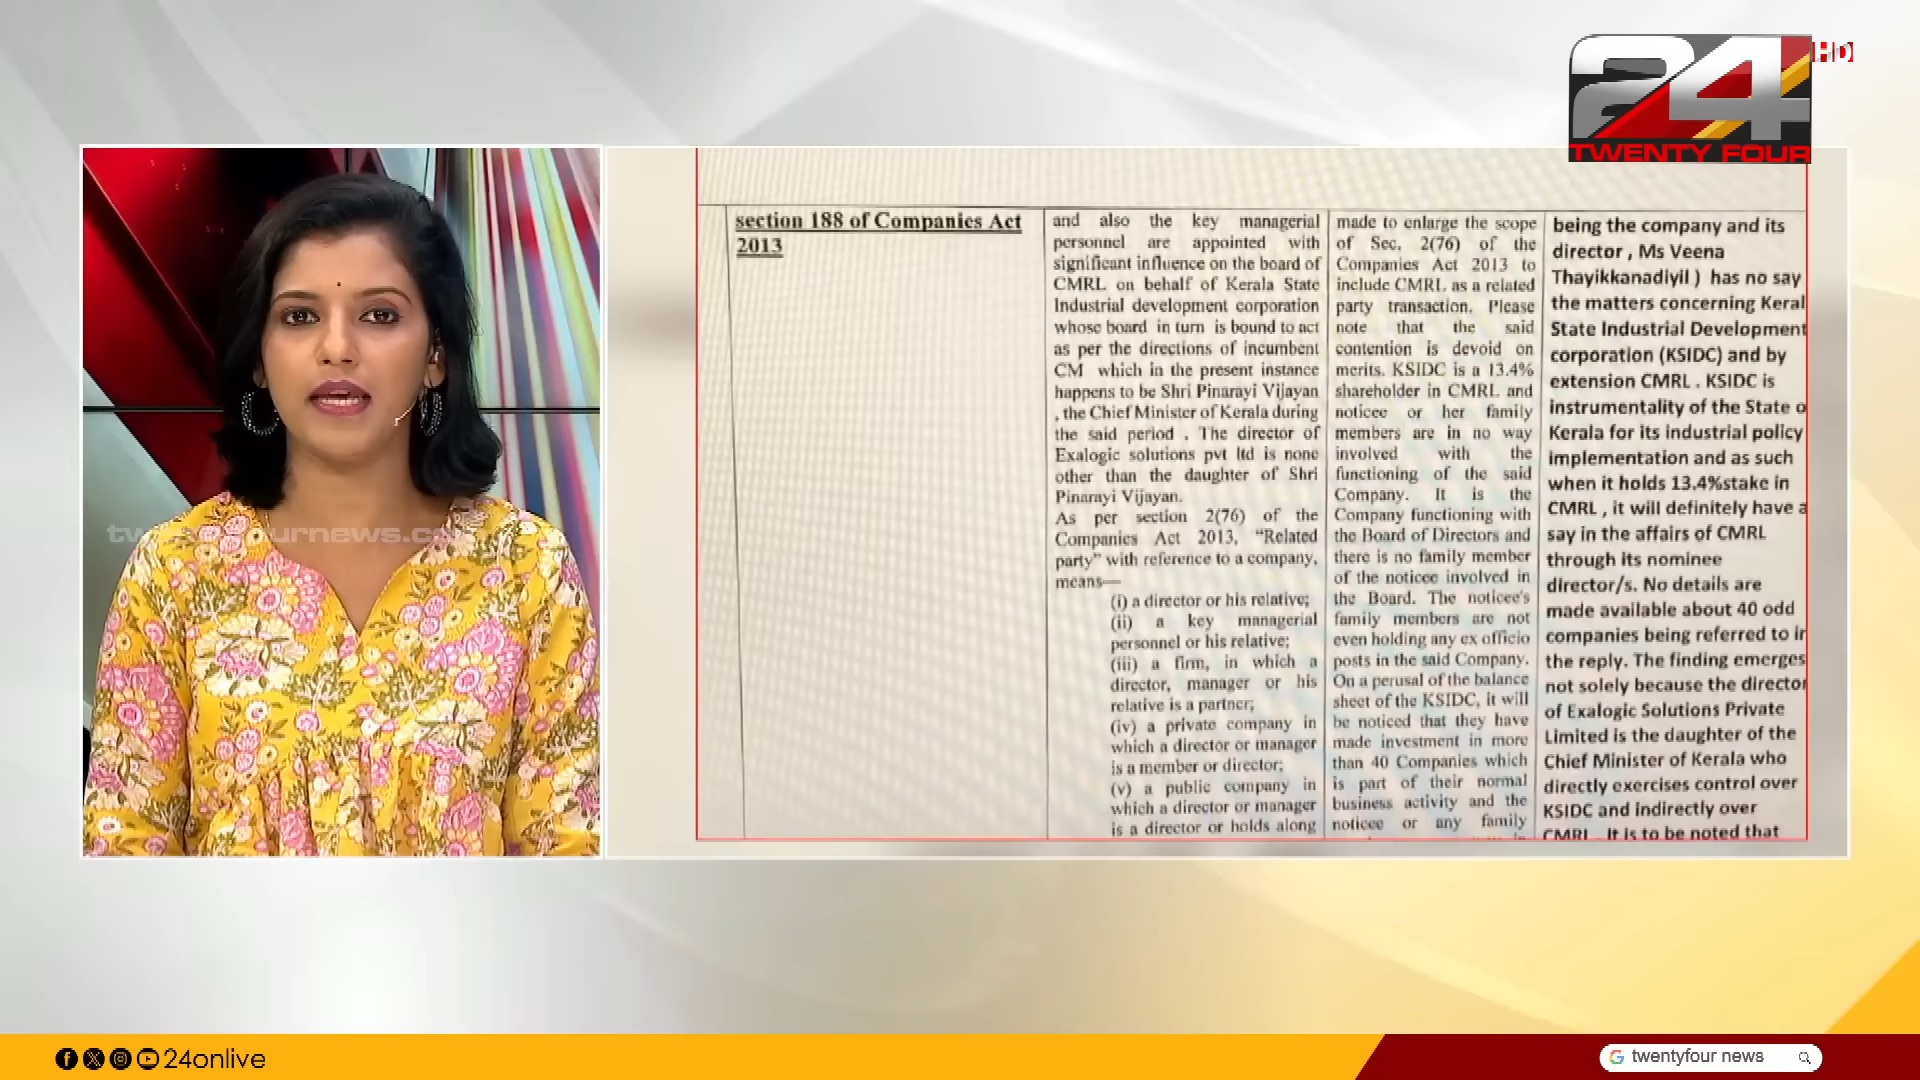 24
HD
TWENTY FOUR
section 188 of Companies Act
2013
and also the key managerial
personnel are appointed with
significant influence on the board of
CMRL on behalf of Kerala State
Industrial development corporation
whose board in turn is bound to act
as per the directions of incumbent
CM which in the present instance
happens to be Shri Pinarayi Vijayan
, the Chief Minister of Kerala during
the said period . The director of
Exalogic solutions pvt ltd is none
other than the daughter of Shri
Pinarayi Vijayan.
As per section 2(76) of the
Companies Act 2013, “Related
party” with reference to a company,
means—
(i) a director or his relative;
(ii) a key managerial
personnel or his relative;
(iii) a firm, in which a
director, manager or his
relative is a partner;
(iv) a private company in
which a director or manager
is a member or director;
(v) a public company in
which a director or manager
is a director or holds along
made to enlarge the scope
of Sec. 2(76) of the
Companies Act 2013 to
include CMRL as a related
party transaction. Please
note that the said
contention is devoid on
merits. KSIDC is a 13.4%
shareholder in CMRL and
noticee or her family
members are in no way
involved with the
functioning of the said
Company. It is the
Company functioning with
the Board of Directors and
there is no family member
of the noticee involved in
the Board. The noticee's
family members are not
even holding any ex officio
posts in the said Company.
On a perusal of the balance
sheet of the KSIDC, it will
be noticed that they have
made investment in more
than 40 Companies which
is part of their normal
business activity and the
noticee or any family
being the company and its
director , Ms Veena
Thayikkanadiyil ) has no say
the matters concerning Keral
State Industrial Development
corporation (KSIDC) and by
extension CMRL . KSIDC is
instrumentality of the State o
Kerala for its industrial policy
implementation and as such
when it holds 13.4%stake in
CMRL , it will definitely have a
say in the affairs of CMRL
through its nominee
director/s. No details are
made available about 40 odd
companies being referred to in
the reply. The finding emerges
not solely because the director
of Exalogic Solutions Private
Limited is the daughter of the
Chief Minister of Kerala who
directly exercises control over
KSIDC and indirectly over
CMRL . It is to be noted that
24onlive
twentyfour news